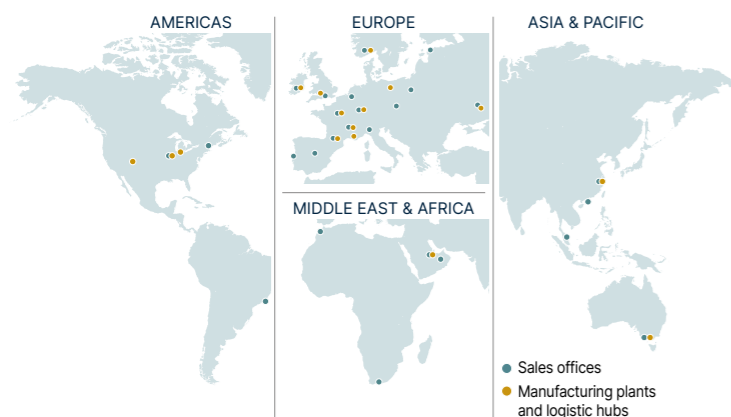 AMERICAS
EUROPE
ASIA & PACIFIC
MIDDLE EAST & AFRICA
Sales offices
Manufacturing plants
and logistic hubs